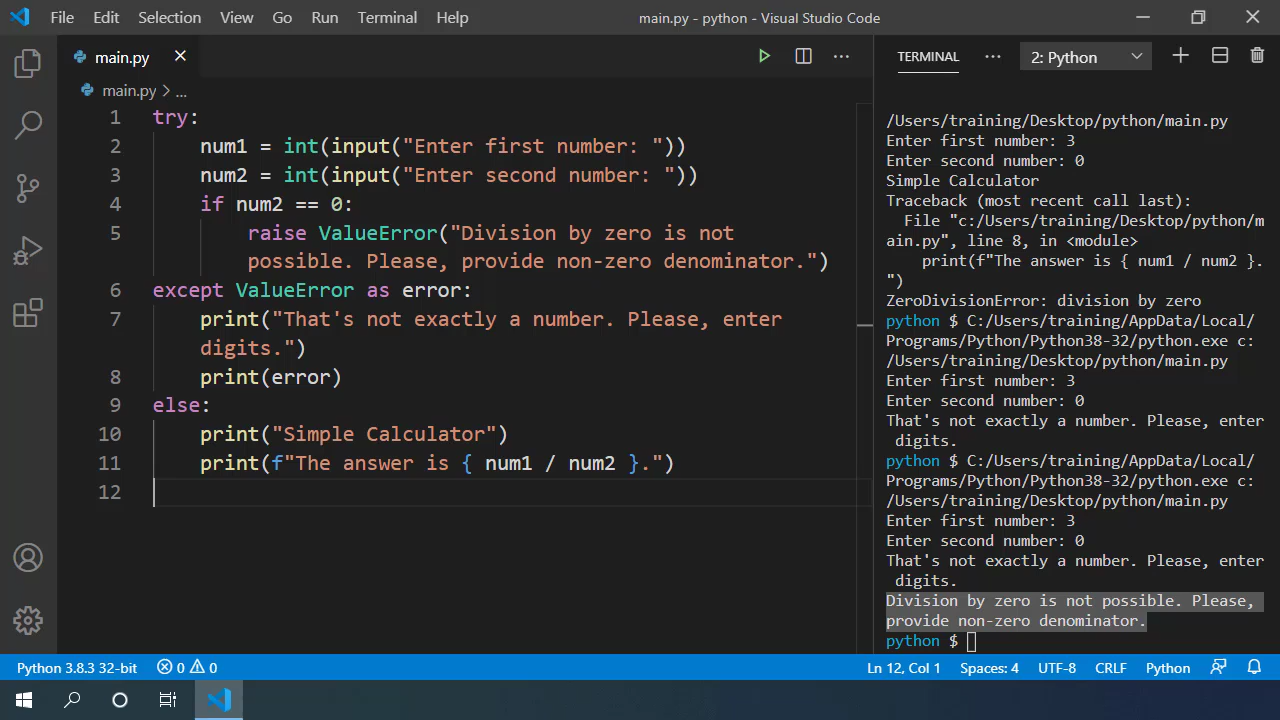 File Edit Selection View Go Run Terminal Help main.py - python - Visual Studio Code
main.py
main.py > ...
1 try:
2 num1 = int(input("Enter first number: "))
3 num2 = int(input("Enter second number: "))
4 if num2 == 0:
5 raise ValueError("Division by zero is not
possible. Please, provide non-zero denominator.")
6 except ValueError as error:
7 print("That's not exactly a number. Please, enter
digits.")
8 print(error)
9 else:
10 print("Simple Calculator")
11 print(f"The answer is { num1 / num2 }.")
12
TERMINAL ... 2: Python
/Users/training/Desktop/python/main.py
Enter first number: 3
Enter second number: 0
Simple Calculator
Traceback (most recent call last):
File "c:/Users/training/Desktop/python/m
ain.py", line 8, in <module>
print(f"The answer is { num1 / num2 }.
")
ZeroDivisionError: division by zero
python $ C:/Users/training/AppData/Local/
Programs/Python/Python38-32/python.exe c:
/Users/training/Desktop/python/main.py
Enter first number: 3
Enter second number: 0
That's not exactly a number. Please, enter
digits.
python $ C:/Users/training/AppData/Local/
Programs/Python/Python38-32/python.exe c:
/Users/training/Desktop/python/main.py
Enter first number: 3
Enter second number: 0
That's not exactly a number. Please, enter
digits.
Division by zero is not possible. Please,
provide non-zero denominator.
python $
Python 3.8.3 32-bit 0 0 Ln 12, Col 1 Spaces: 4 UTF-8 CRLF Python